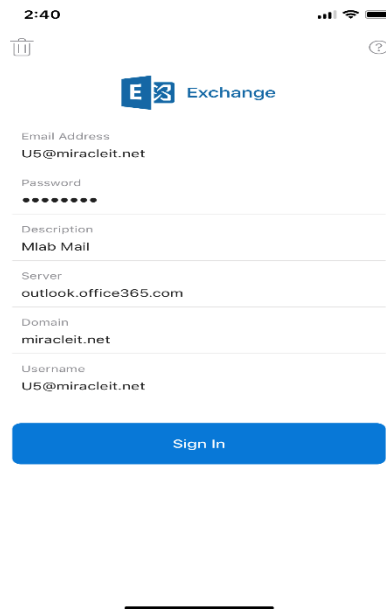 2:40
Exchange
Email Address
U5@miracleit.net
Password
••••••••
Description
Mlab Mail
Server
outlook.office365.com
Domain
miracleit.net
Username
U5@miracleit.net
Sign In